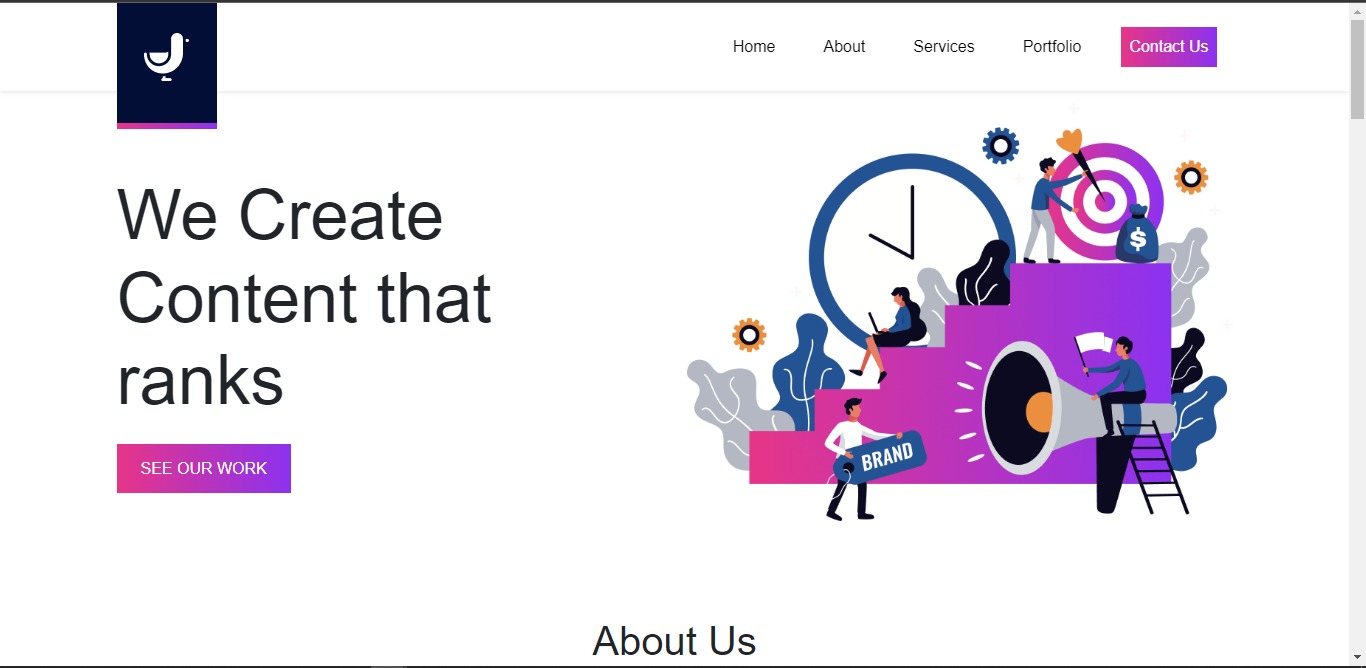 Home
About
Services
Portfolio
Contact Us
We Create
Content that
ranks
SEE OUR WORK
$
BRAND
About Us